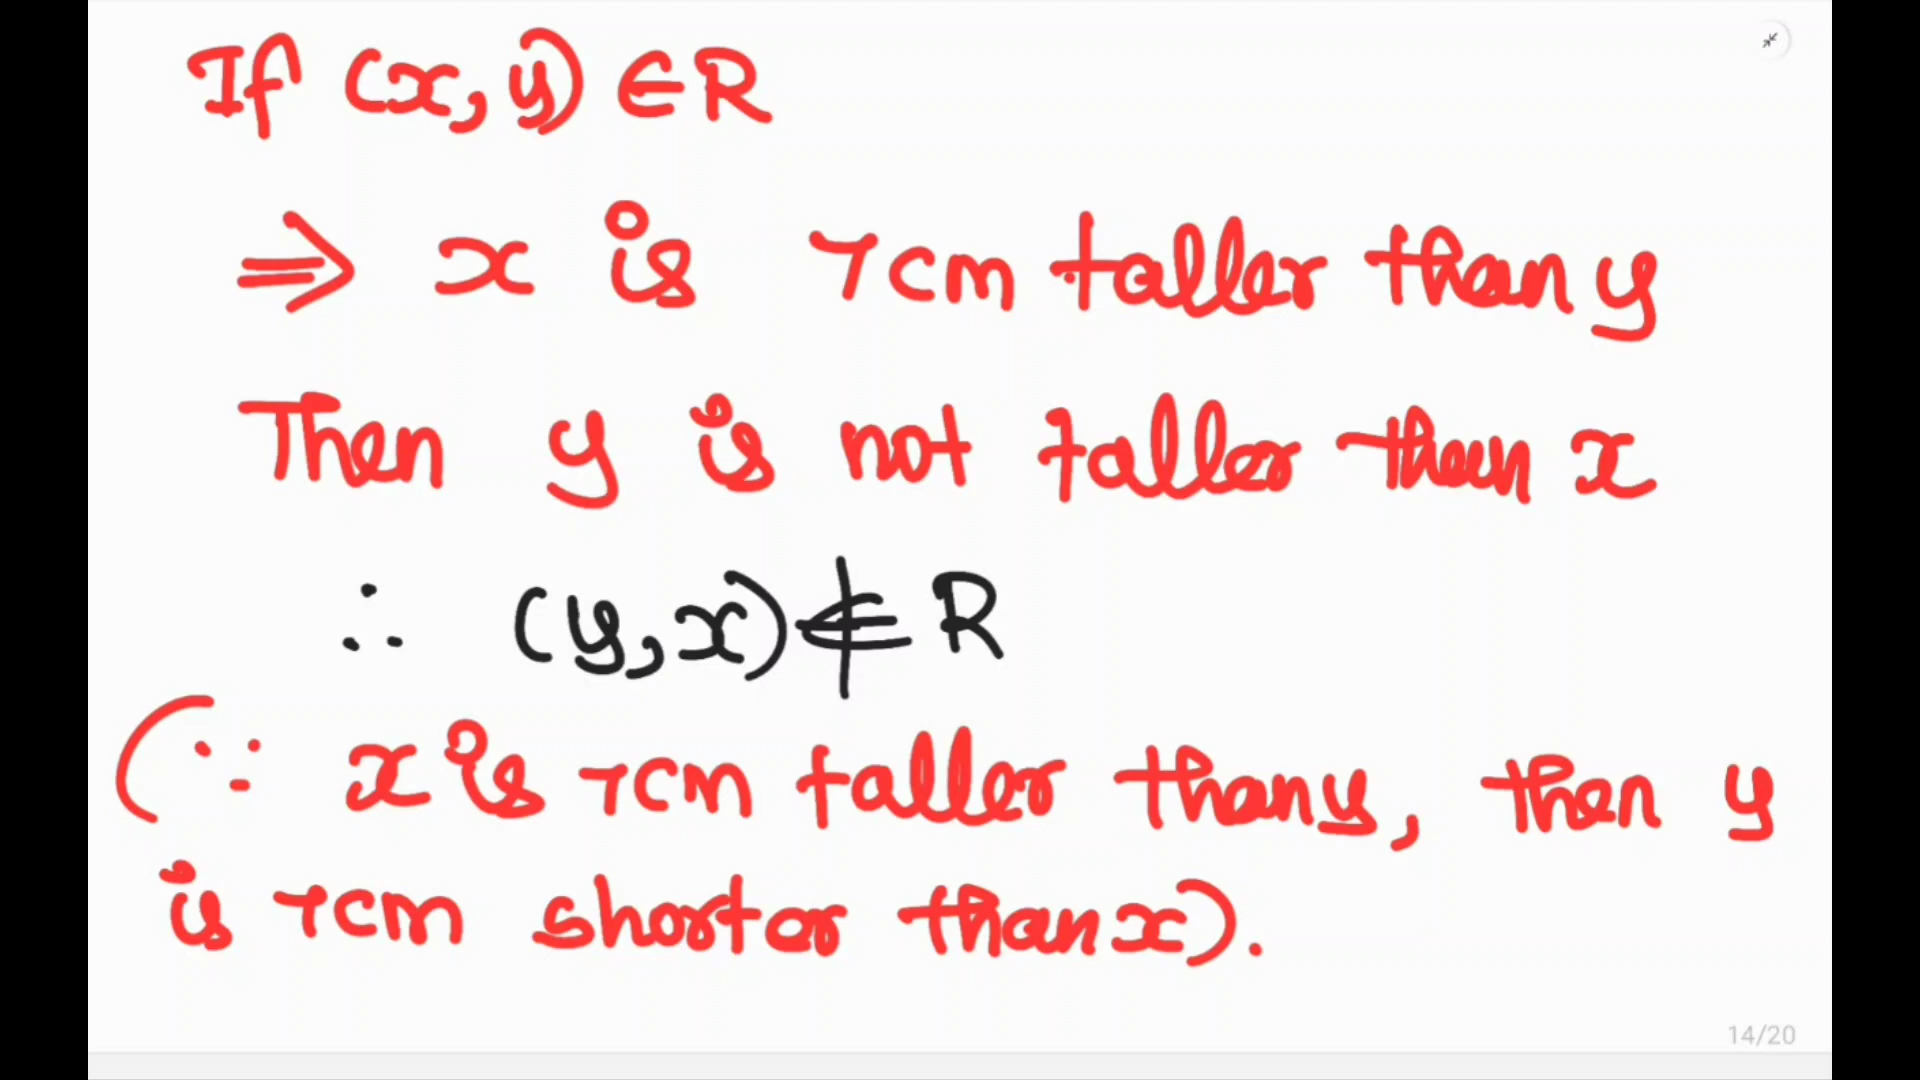 If (x, y) ∈ R
⇒ x is 7cm taller than y
Then y is not taller than x
∴ (y, x) ∉ R
(∵ x is 7cm taller than y, then y
is 7cm shorter than x).
14/20